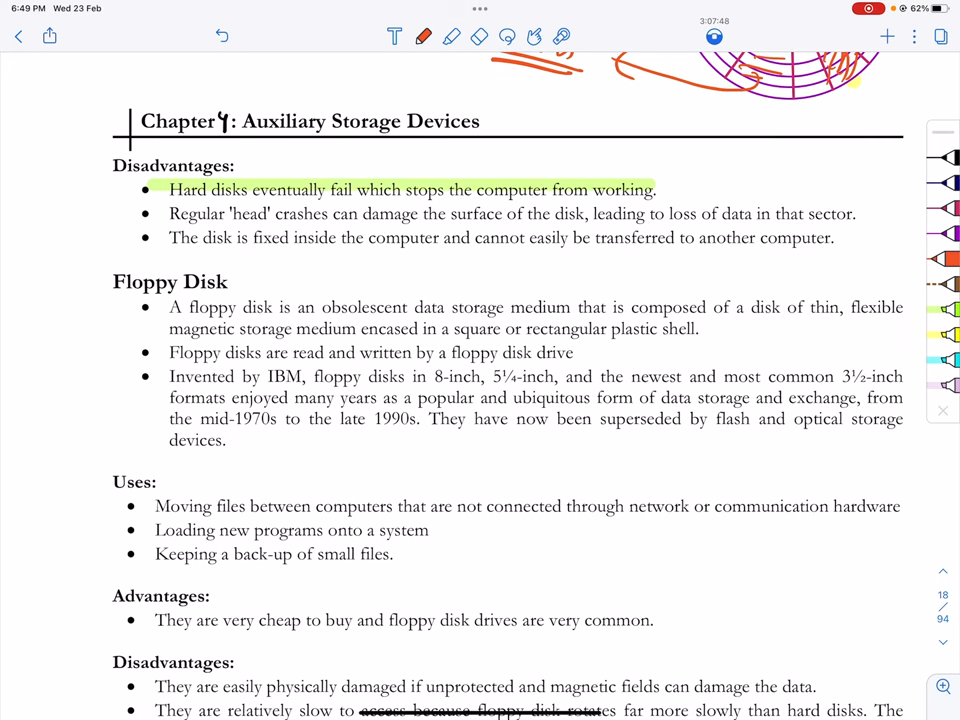 6:49 PM Wed 23 Feb
62%
3:07:48
Chapter 4: Auxiliary Storage Devices
Disadvantages:
• Hard disks eventually fail which stops the computer from working.
• Regular 'head' crashes can damage the surface of the disk, leading to loss of data in that sector.
• The disk is fixed inside the computer and cannot easily be transferred to another computer.
Floppy Disk
• A floppy disk is an obsolescent data storage medium that is composed of a disk of thin, flexible
magnetic storage medium encased in a square or rectangular plastic shell.
• Floppy disks are read and written by a floppy disk drive
• Invented by IBM, floppy disks in 8-inch, 5¼-inch, and the newest and most common 3½-inch
formats enjoyed many years as a popular and ubiquitous form of data storage and exchange, from
the mid-1970s to the late 1990s. They have now been superseded by flash and optical storage
devices.
Uses:
• Moving files between computers that are not connected through network or communication hardware
• Loading new programs onto a system
• Keeping a back-up of small files.
Advantages:
• They are very cheap to buy and floppy disk drives are very common.
Disadvantages:
• They are easily physically damaged if unprotected and magnetic fields can damage the data.
• They are relatively slow to access because floppy disk rotates far more slowly than hard disks. The
18
/
94